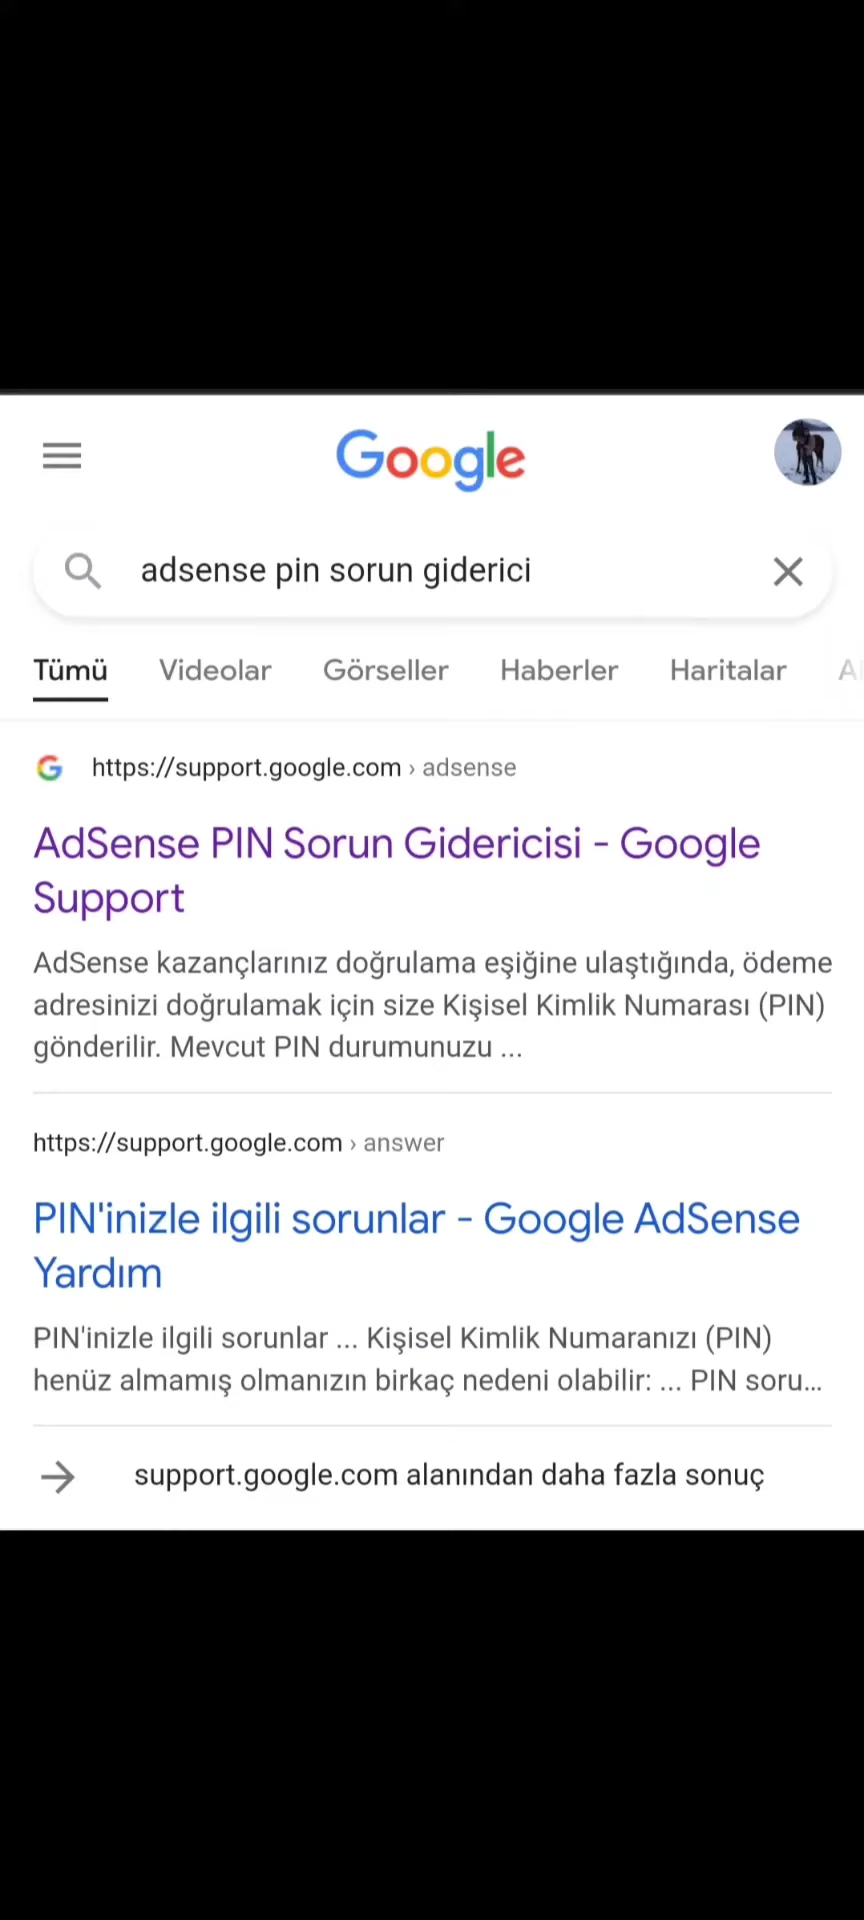 Google
adsense pin sorun giderici
Tümü Videolar Görseller Haberler Haritalar
https://support.google.com › adsense
AdSense PIN Sorun Gidericisi - Google
Support
AdSense kazançlarınız doğrulama eşiğine ulaştığında, ödeme
adresinizi doğrulamak için size Kişisel Kimlik Numarası (PIN)
gönderilir. Mevcut PIN durumunuzu ...
https://support.google.com › answer
PIN'inizle ilgili sorunlar - Google AdSense
Yardım
PIN'inizle ilgili sorunlar ... Kişisel Kimlik Numaranızı (PIN)
henüz almamış olmanızın birkaç nedeni olabilir: ... PIN soru...
support.google.com alanından daha fazla sonuç